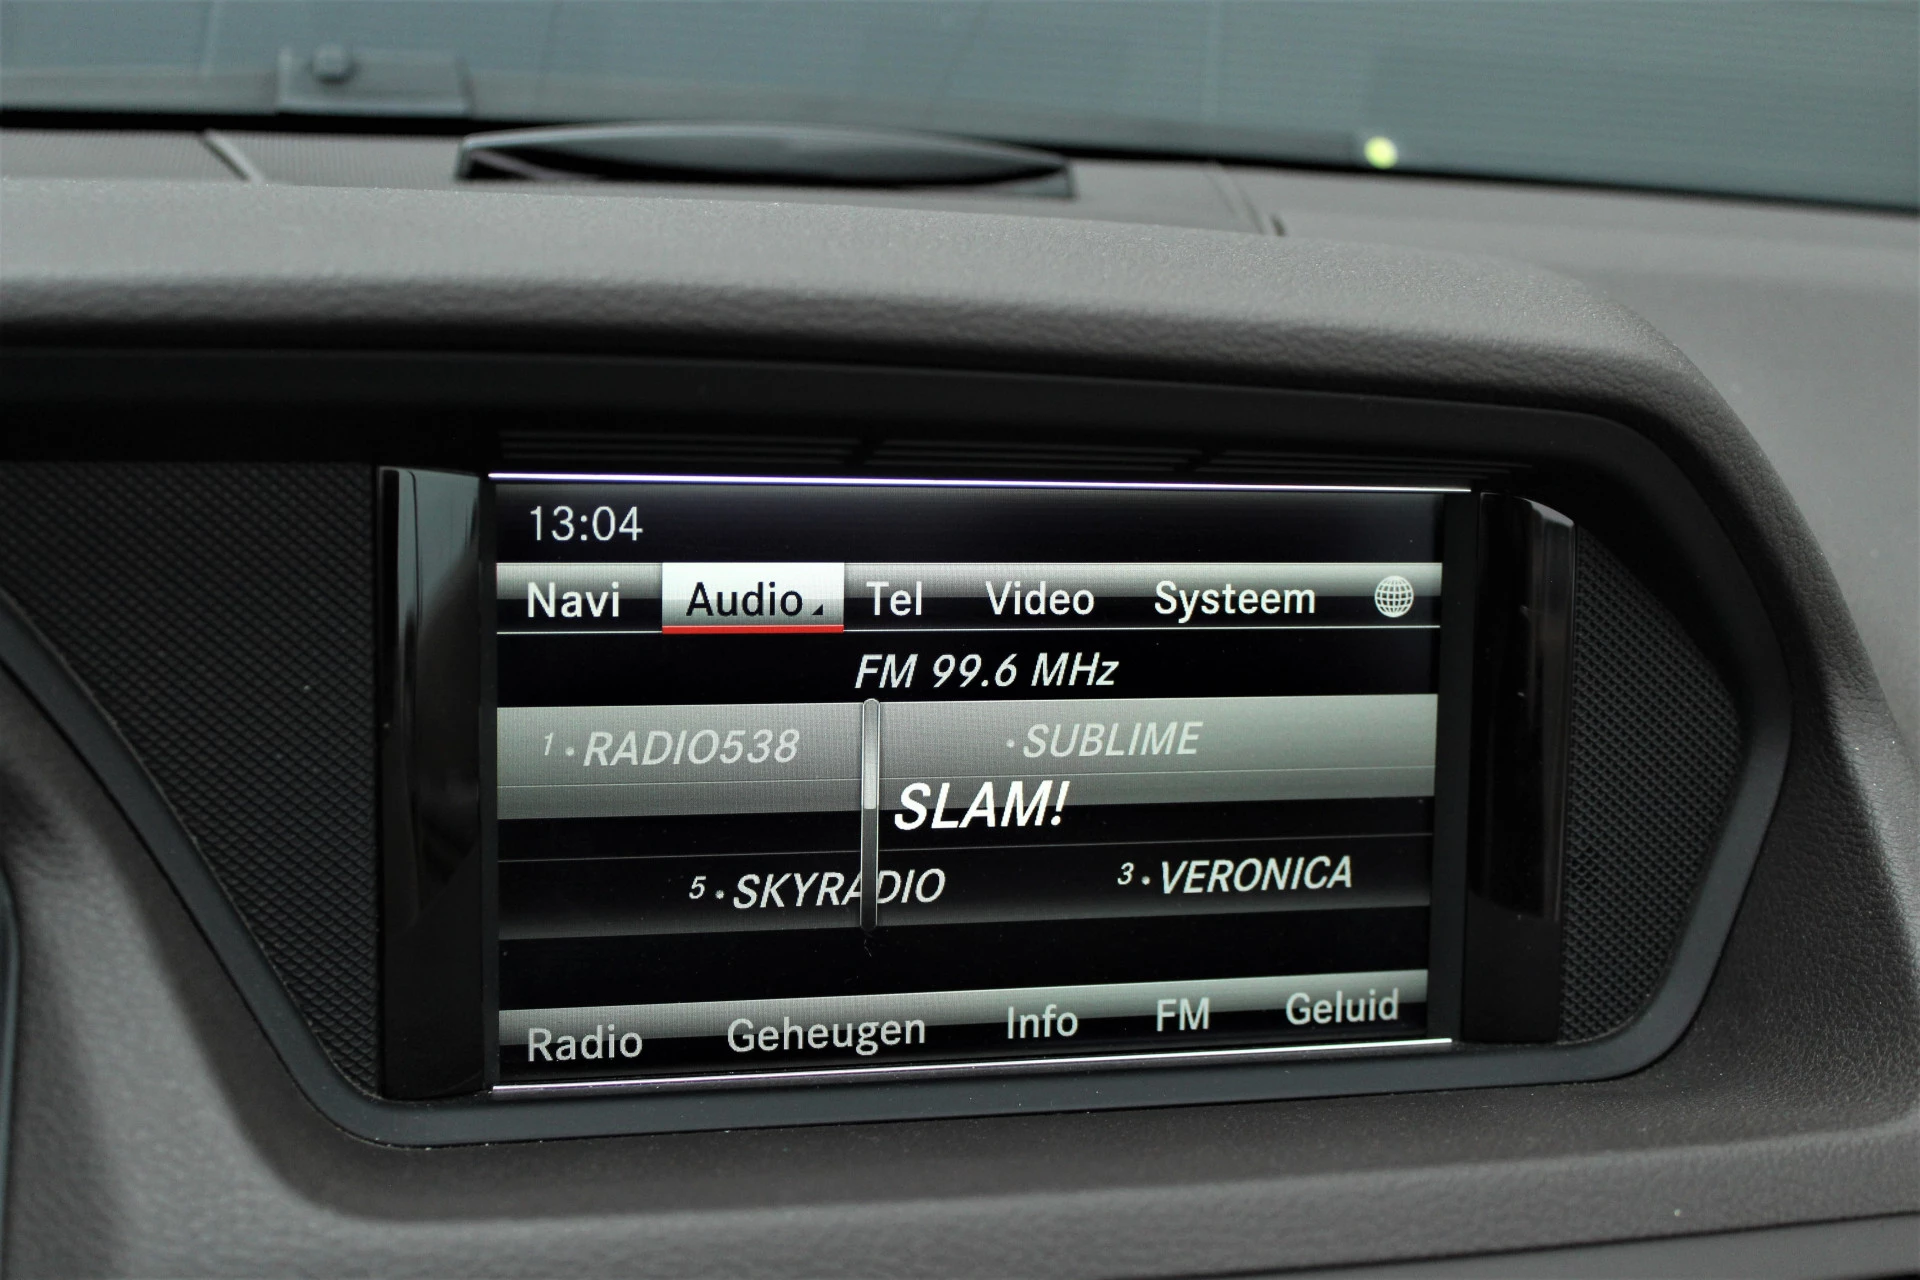 13:04
Navi Audio Tel Video Systeem
FM 99.6 MHz
1 · RADIO538 · SUBLIME
SLAM!
5 · SKYRADIO 3 · VERONICA
Radio Geheugen Info FM Geluid